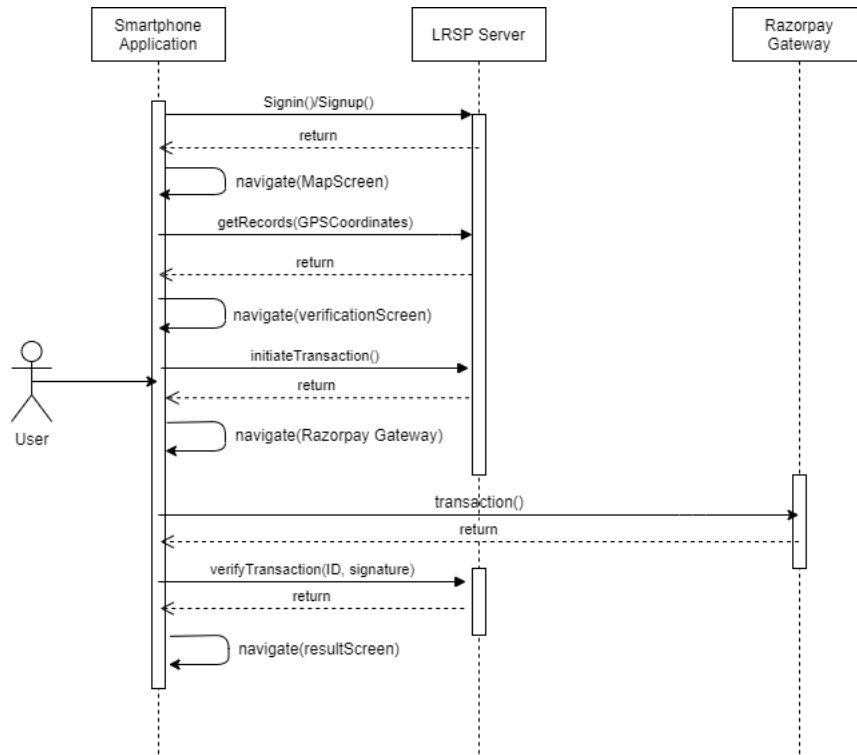 Smartphone
Application
LRSP Server
Razorpay
Gateway
Signin()/Signup()
return
navigate(MapScreen)
getRecords(GPSCoordinates)
return
navigate(verificationScreen)
initiateTransaction()
return
User
navigate(Razorpay Gateway)
transaction()
return
verifyTransaction(ID, signature)
return
navigate(resultScreen)